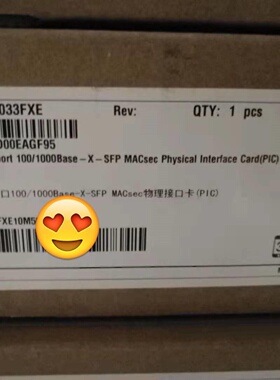 033FXE Rev: QTY: 1 pcs
D00EAGF95
ort 100/1000Base-X-SFP MACsec Physical Interface Card(PIC)
口100/1000Base-X-SFP MACsec物理接口卡(PIC)
FXE10M5